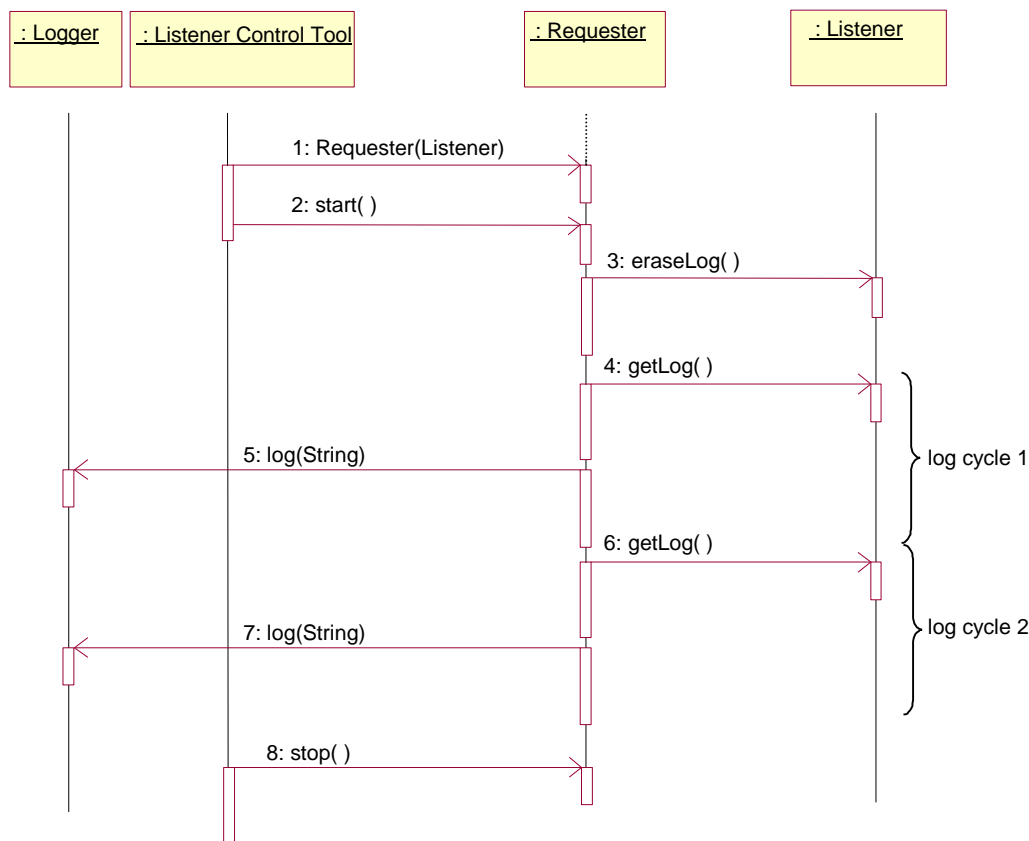 : Logger
: Listener Control Tool
: Requester
: Listener
1: Requester(Listener)
2: start( )
3: eraseLog( )
4: getLog( )
5: log(String)
log cycle 1
6: getLog( )
7: log(String)
log cycle 2
8: stop( )